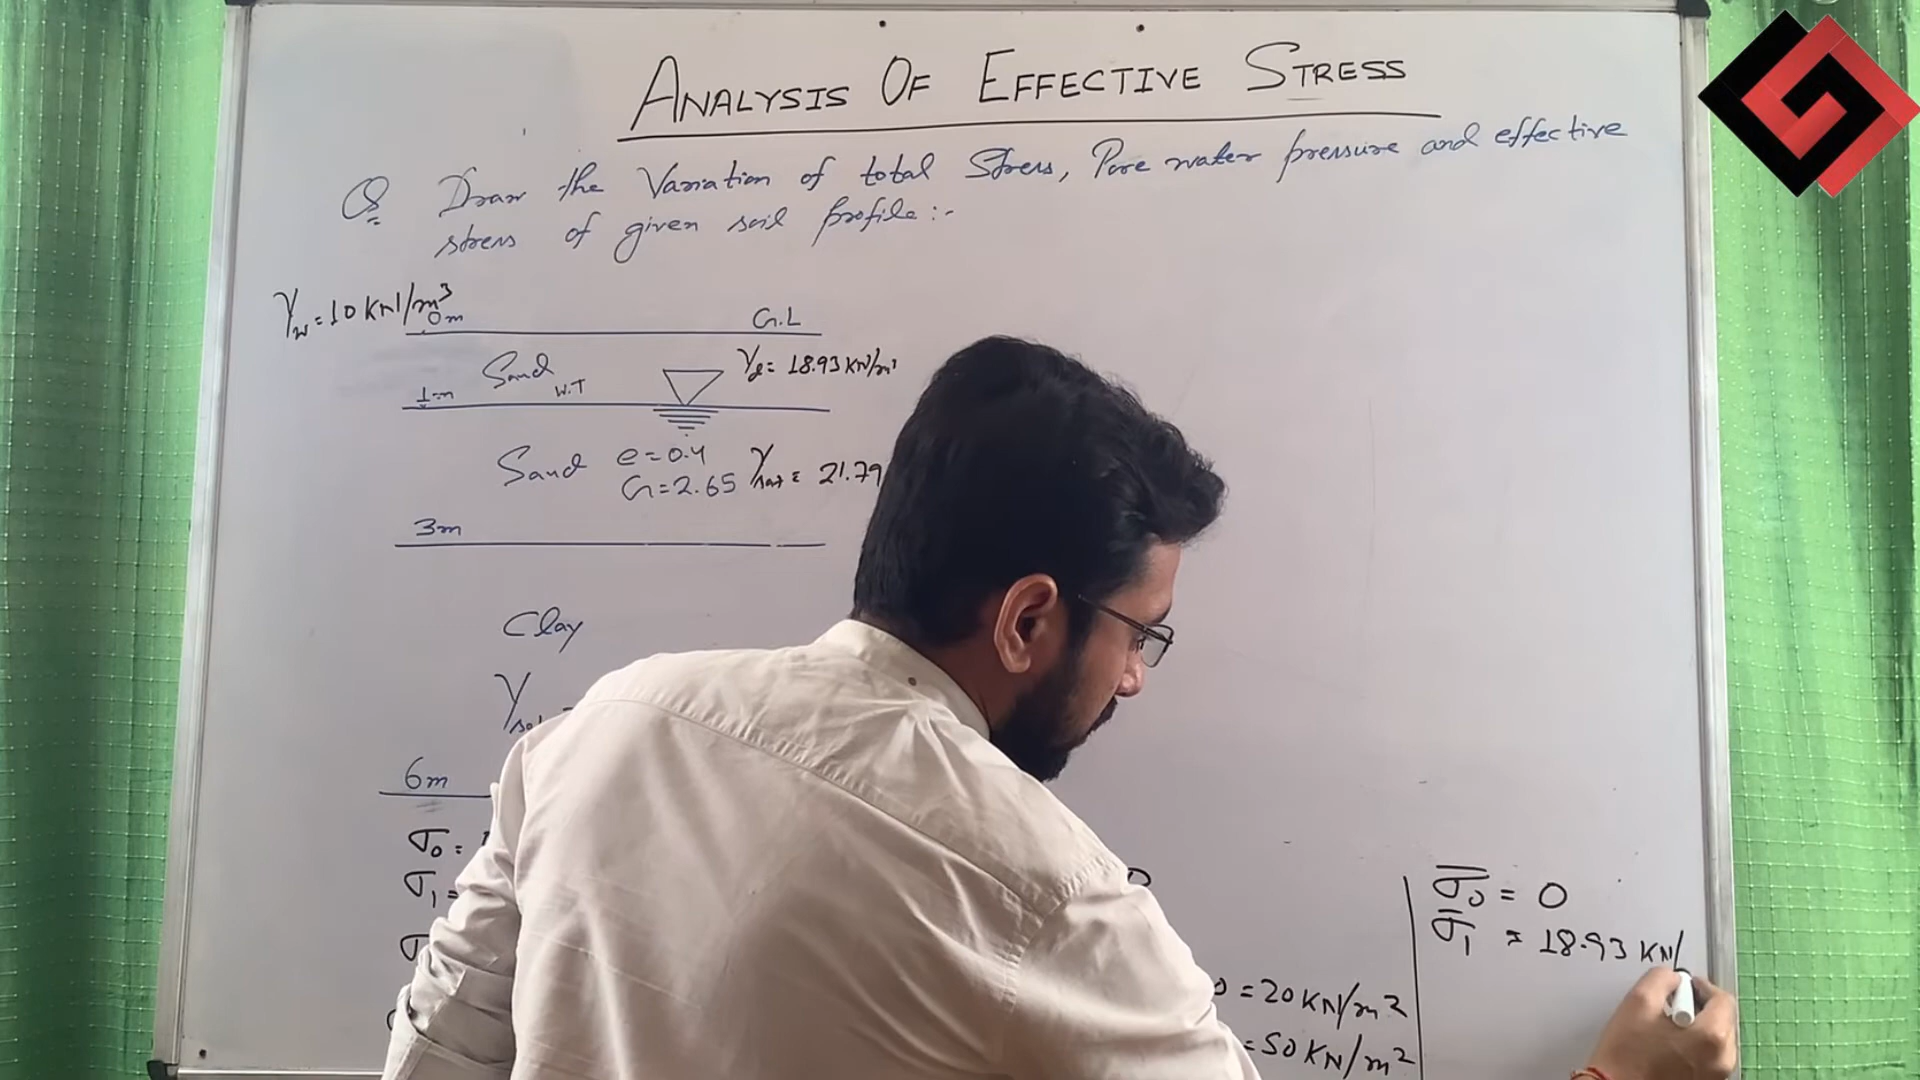 ANALYSIS OF EFFECTIVE STRESS
Q. Draw the Variation of total Stress, Pore water pressure and effective
stress of given soil profile:-
γw = 10 KN/m³
0m
G.L
Sand
γt = 18.93 KN/m³
1m
W.T
Sand e = 0.4 γsat = 21.79
G = 2.65
3m
Clay
γsat =
6m
σ0 =
σ1 =
σ
0 = 20 KN/m²
= 50 KN/m²
σ̄0 = 0
σ̄1 = 18.93 KN/